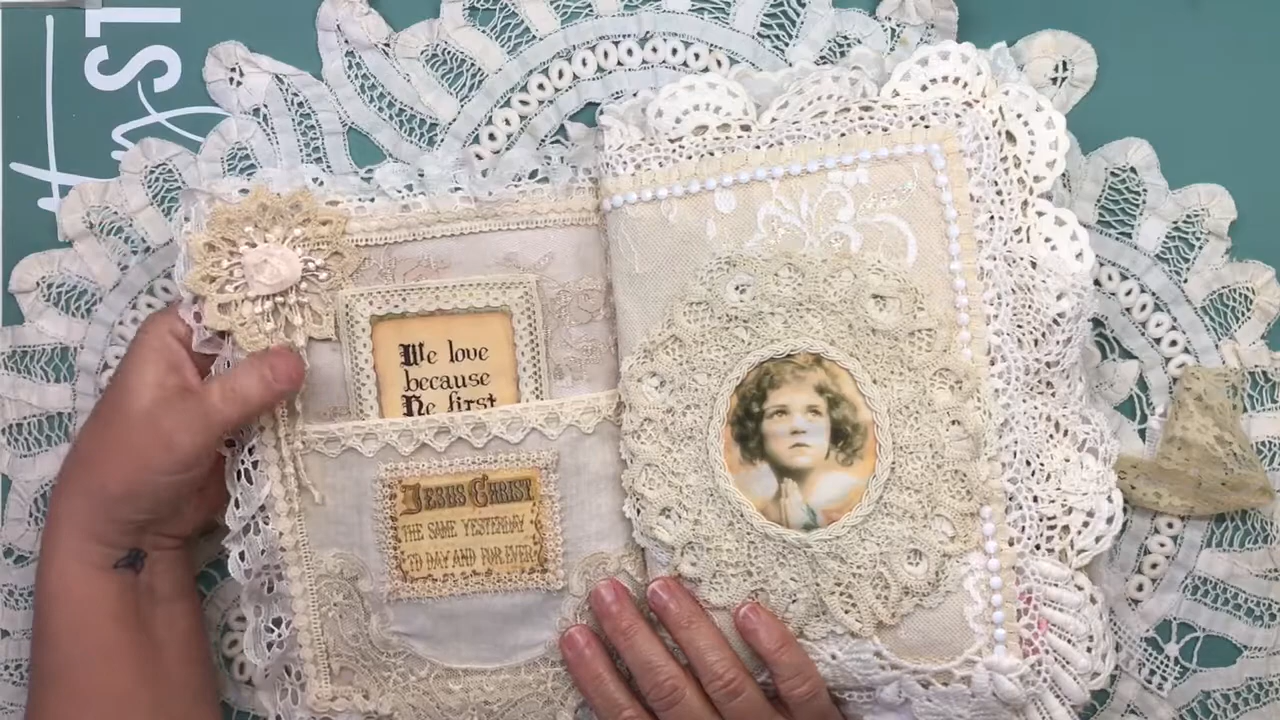 We love
because
He first
JESUS CHRIST
THE SAME YESTERDAY
TO DAY AND FOR EVER